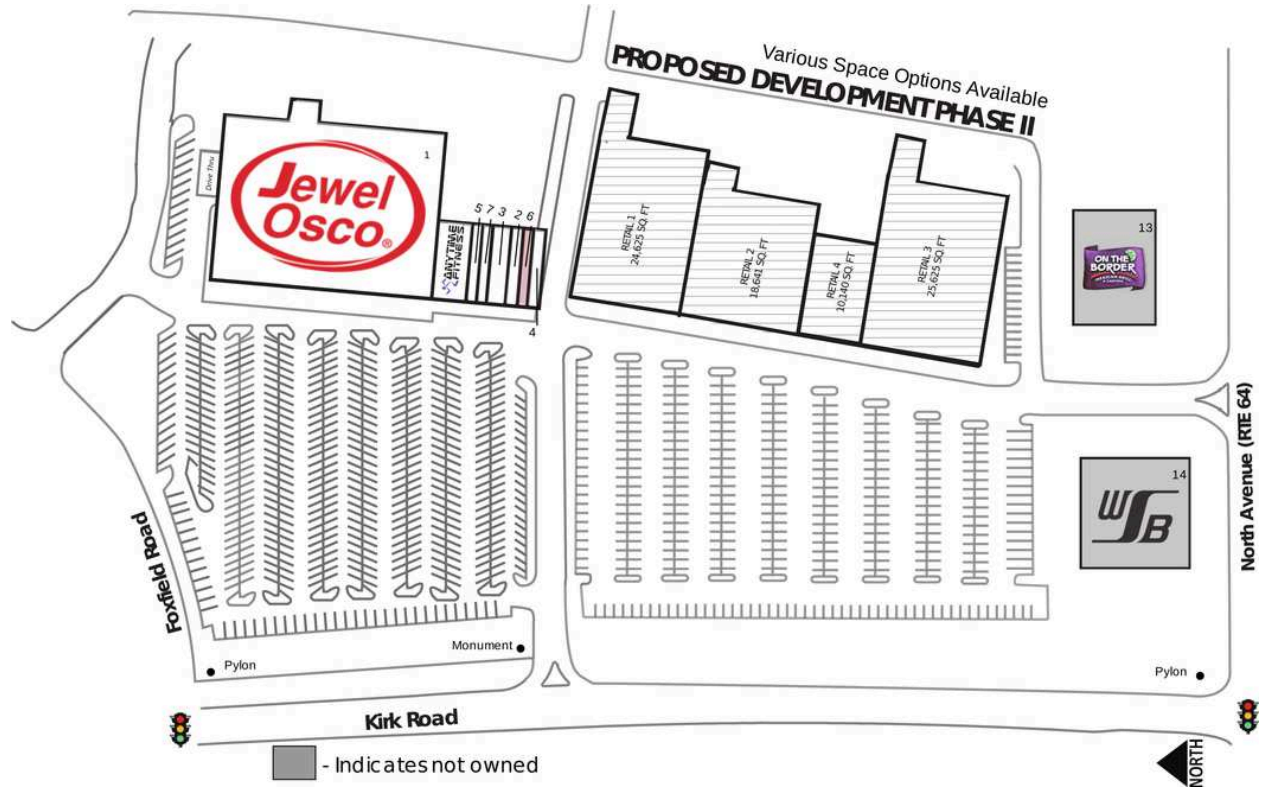 Various Space Options Available
PROPOSED DEVELOPMENT PHASE II
1
Drive Thru
Jewel
Osco®
5 7 3 2 6
ANYTIME
FITNESS
4
RETAIL 1
24,625 SQ. FT
RETAIL 2
18,641 SQ. FT
RETAIL 4
10,140 SQ. FT
RETAIL 3
25,625 SQ. FT
13
ON THE
BORDER
14
WSB
North Avenue (RTE 64)
Foxfield Road
Monument
Pylon
Pylon
Kirk Road
- Indicates not owned
NORTH